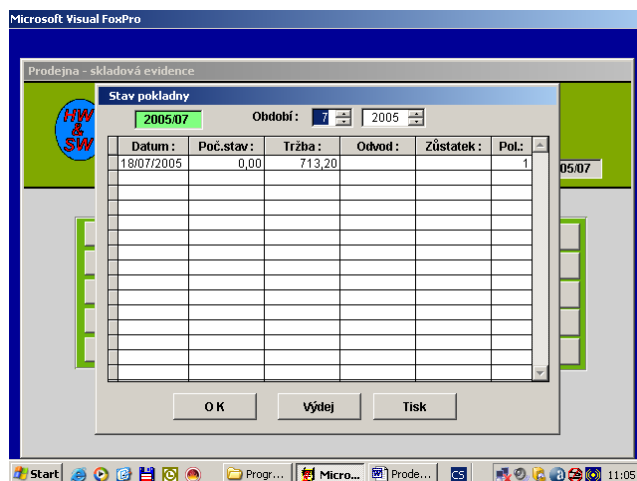 Microsoft Visual FoxPro
Prodejna - skladová evidence
Stav pokladny
HW
&
SW
2005/07 Období : 7 2005
Datum : Poč.stav : Tržba : Odvod : Zůstatek : Pol.:
18/07/2005 0,00 713,20 1
05/07
O K Výdej Tisk
Start Progr... Micro... Prode... CS 11:05